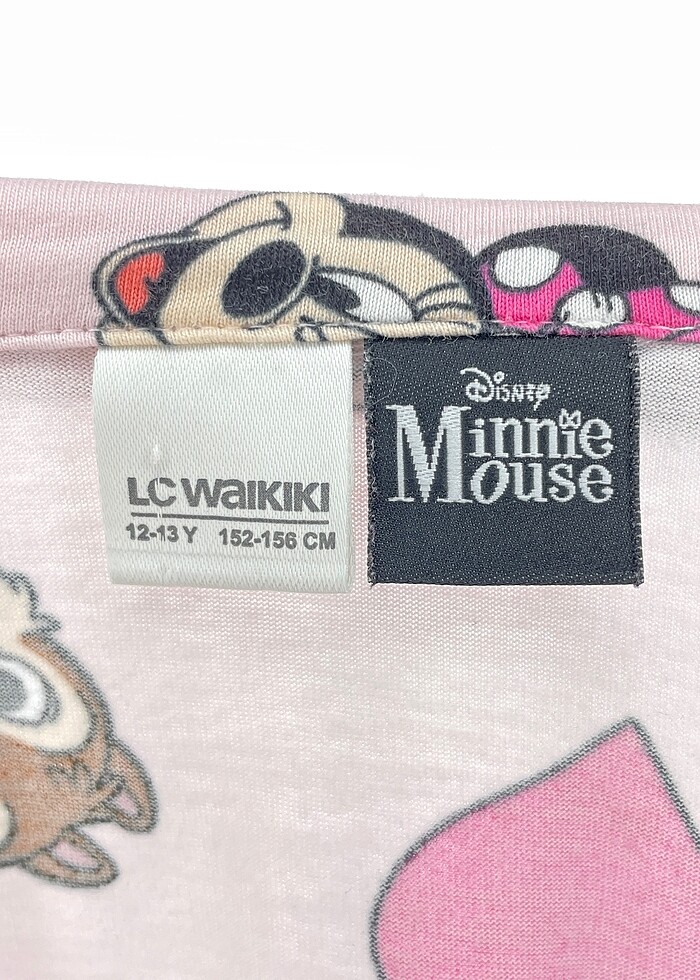 LC WAIKIKI
12-13 Y 152-156 CM
Disney
Minnie
Mouse